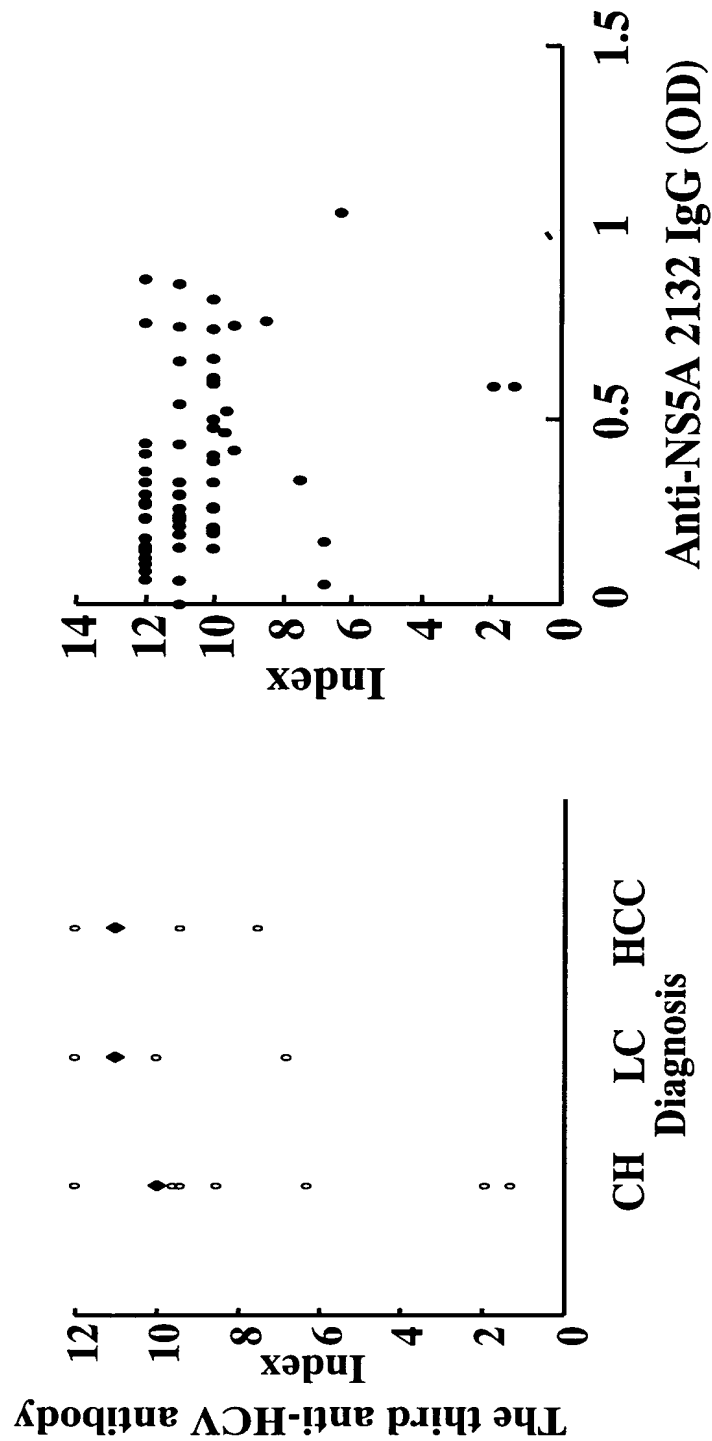 The third anti-HCV antibody
Index
12
10
8
6
4
2
0
CH LC HCC
Diagnosis
Index
14
12
10
8
6
4
2
0
0 0.5 1 1.5
Anti-NS5A 2132 IgG (OD)